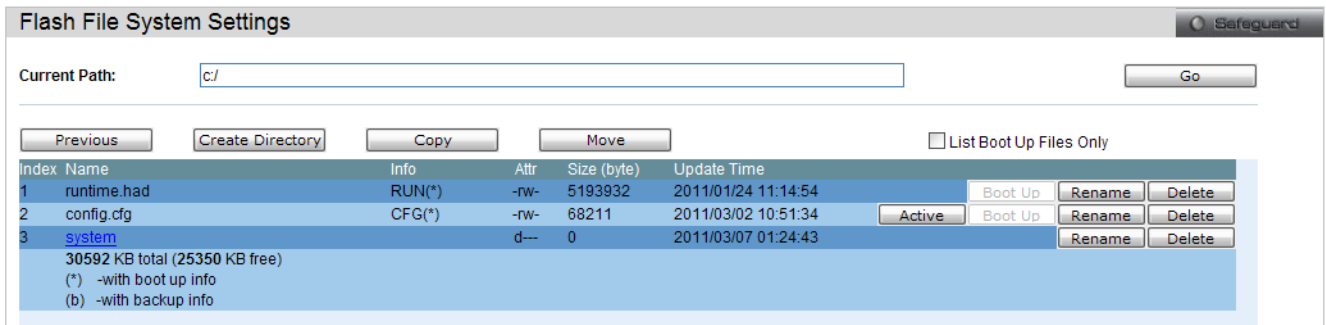 Flash File System Settings
Safeguard
Current Path: c:/ Go
Previous Create Directory Copy Move List Boot Up Files Only
Index Name Info Attr Size (byte) Update Time
1 runtime.had RUN(*) -rw- 5193932 2011/01/24 11:14:54 Boot Up Rename Delete
2 config.cfg CFG(*) -rw- 68211 2011/03/02 10:51:34 Active Boot Up Rename Delete
3 system d--- 0 2011/03/07 01:24:43 Rename Delete
30592 KB total (25350 KB free)
(*) -with boot up info
(b) -with backup info